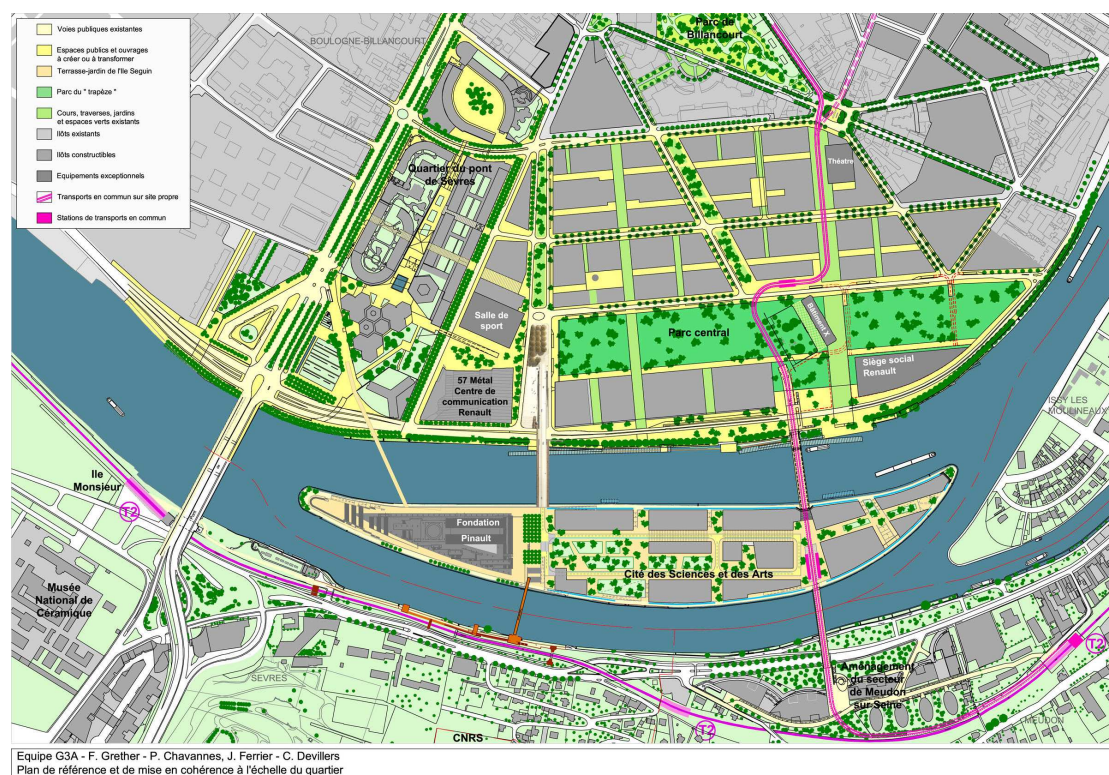 Voies publiques existantes
Espaces publics et ouvrages
à créer ou à transformer
Terrasse-jardin de l'Ile Seguin
Parc du " trapèze "
Cours, traverses, jardins
et espaces verts existants
Ilôts existants
Ilôts constructibles
Equipements exceptionnels
Transports en commun sur site propre
Stations de transports en commun
BOULOGNE-BILLANCOURT
Parc de
Billancourt
Quartier du pont
de Sèvres
Théatre
Salle de
sport
Parc central
Bâtiment X
Siège social
Renault
57 Métal
Centre de
communication
Renault
ISSY LES
MOULINEAUX
Ile
Monsieur
T2
Fondation
Pinault
Cité des Sciences et des Arts
Musée
National de
Céramique
SEVRES
T2
Aménagement
du secteur
de Meudon
sur Seine
T2
MEUDON
CNRS
Equipe G3A - F. Grether - P. Chavannes, J. Ferrier - C. Devillers
Plan de référence et de mise en cohérence à l'échelle du quartier